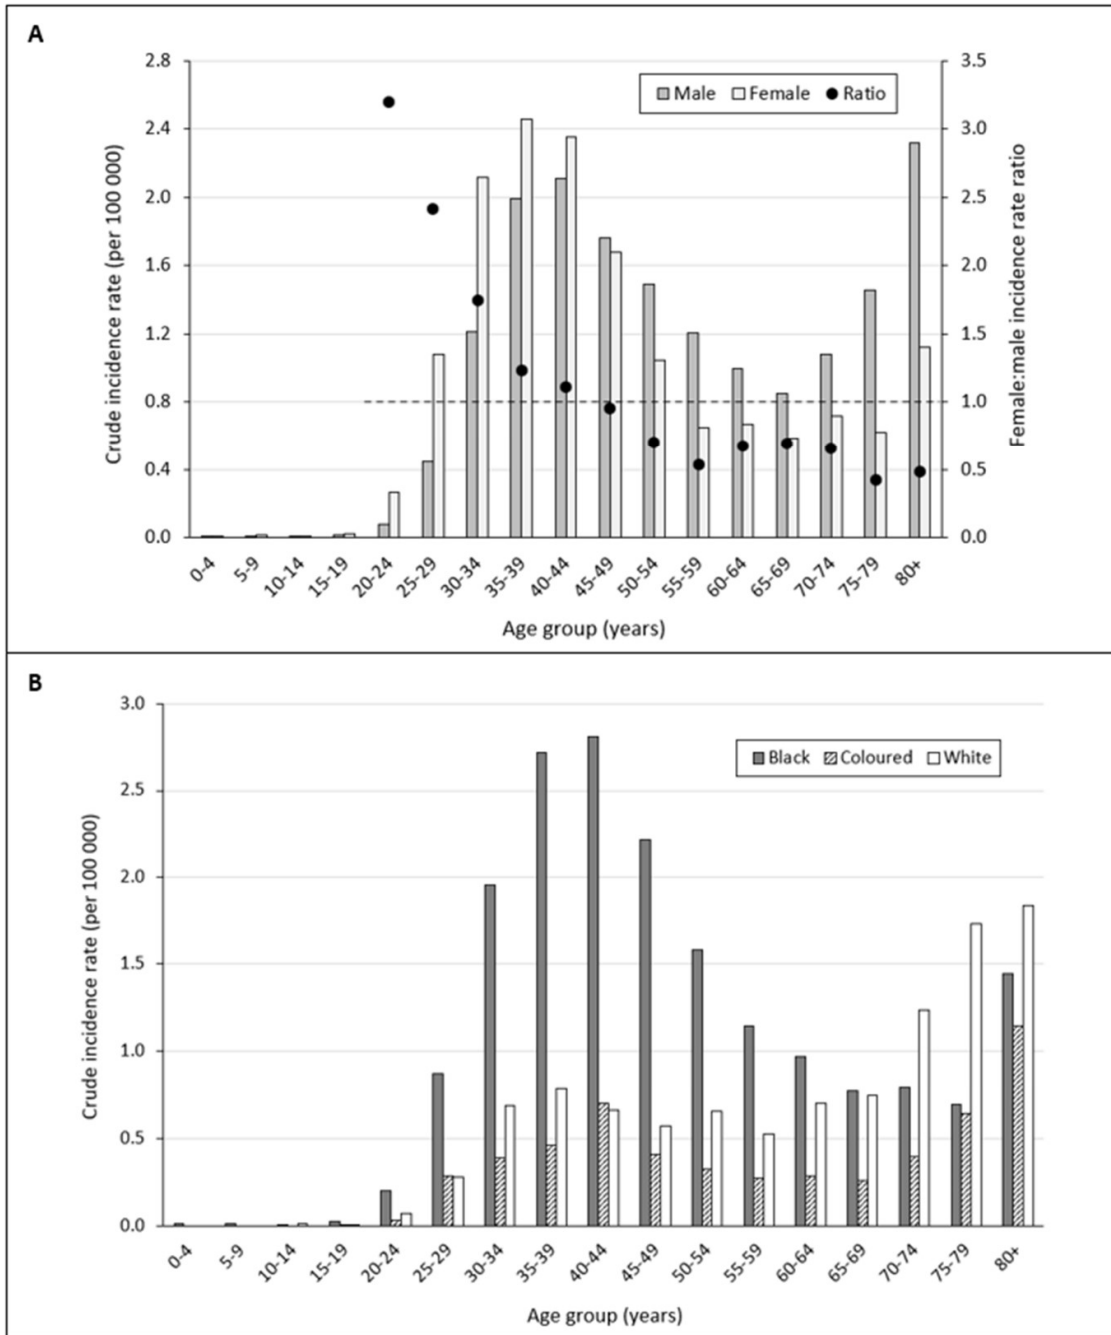 A
2.8
2.4
2.0
1.6
1.2
0.8
0.4
0.0
Crude incidence rate (per 100 000)
Male Female Ratio
3.5
3.0
2.5
2.0
1.5
1.0
0.5
0.0
Female:male incidence rate ratio
0-4 5-9 10-14 15-19 20-24 25-29 30-34 35-39 40-44 45-49 50-54 55-59 60-64 65-69 70-74 75-79 80+
Age group (years)
B
3.0
2.5
2.0
1.5
1.0
0.5
0.0
Crude incidence rate (per 100 000)
Black Coloured White
0-4 5-9 10-14 15-19 20-24 25-29 30-34 35-39 40-44 45-49 50-54 55-59 60-64 65-69 70-74 75-79 80+
Age group (years)